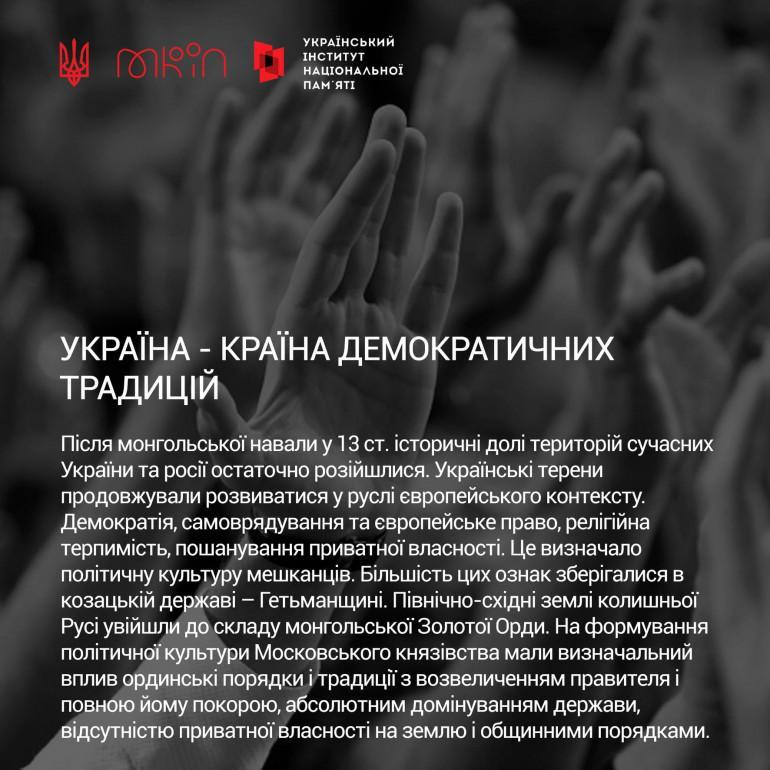 мкіп
УКРАЇНСЬКИЙ
ІНСТИТУТ
НАЦІОНАЛЬНОЇ
ПАМ'ЯТІ
УКРАЇНА - КРАЇНА ДЕМОКРАТИЧНИХ
ТРАДИЦІЙ
Після монгольської навали у 13 ст. історичні долі територій сучасних
України та росії остаточно розійшлися. Українські терени
продовжували розвиватися у руслі європейського контексту.
Демократія, самоврядування та європейське право, релігійна
терпимість, пошанування приватної власності. Це визначало
політичну культуру мешканців. Більшість цих ознак зберігалися в
козацькій державі – Гетьманщині. Північно-східні землі колишньої
Русі увійшли до складу монгольської Золотої Орди. На формування
політичної культури Московського князівства мали визначальний
вплив ординські порядки і традиції з возвеличенням правителя і
повною йому покорою, абсолютним домінуванням держави,
відсутністю приватної власності на землю і общинними порядками.